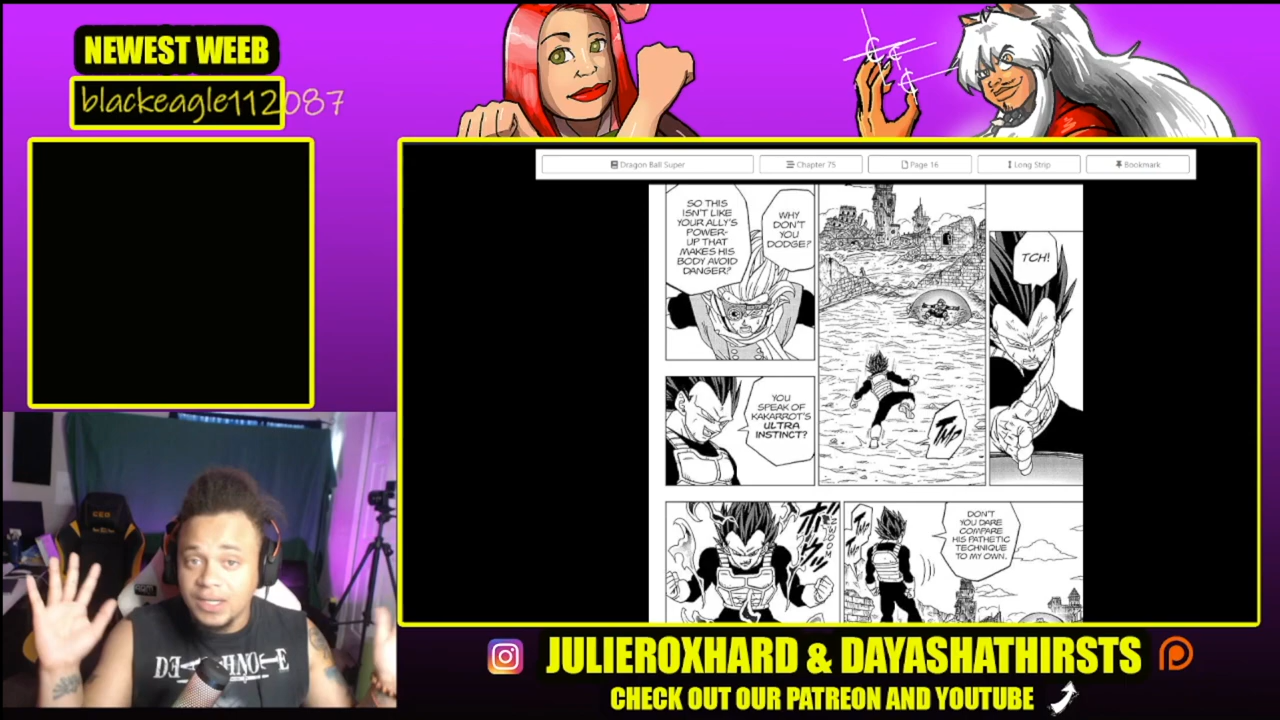 NEWEST WEEB
blackeagle112087
Dragon Ball Super
Chapter 75
Page 16
Long Strip
Bookmark
TCH!
WHY
DON'T
YOU
DODGE?
SO THIS
ISN'T LIKE
YOUR ALLY'S
POWER-
UP THAT
MAKES HIS
BODY AVOID
DANGER?
TMP
YOU
SPEAK OF
KAKARROT'S
ULTRA
INSTINCT?
DON'T
YOU DARE
COMPARE
HIS PATHETIC
TECHNIQUE
TO MY OWN.
ZWOOM
JULIEROXHARD & DAYASHATHIRSTS
CHECK OUT OUR PATREON AND YOUTUBE